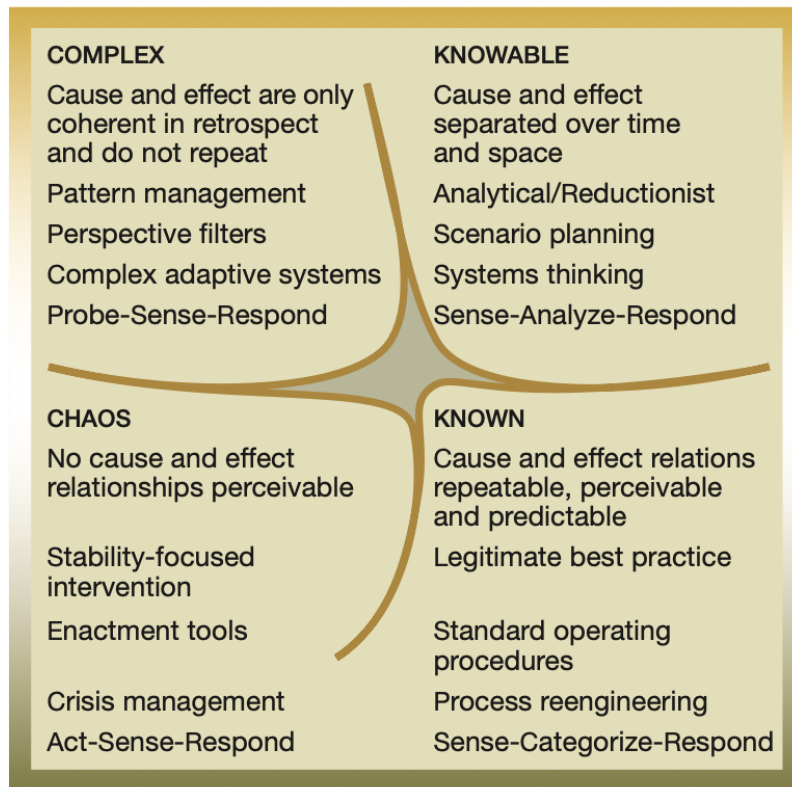 COMPLEX
Cause and effect are only
coherent in retrospect
and do not repeat
Pattern management
Perspective filters
Complex adaptive systems
Probe-Sense-Respond
KNOWABLE
Cause and effect
separated over time
and space
Analytical/Reductionist
Scenario planning
Systems thinking
Sense-Analyze-Respond
CHAOS
No cause and effect
relationships perceivable
Stability-focused
intervention
Enactment tools
Crisis management
Act-Sense-Respond
KNOWN
Cause and effect relations
repeatable, perceivable
and predictable
Legitimate best practice
Standard operating
procedures
Process reengineering
Sense-Categorize-Respond